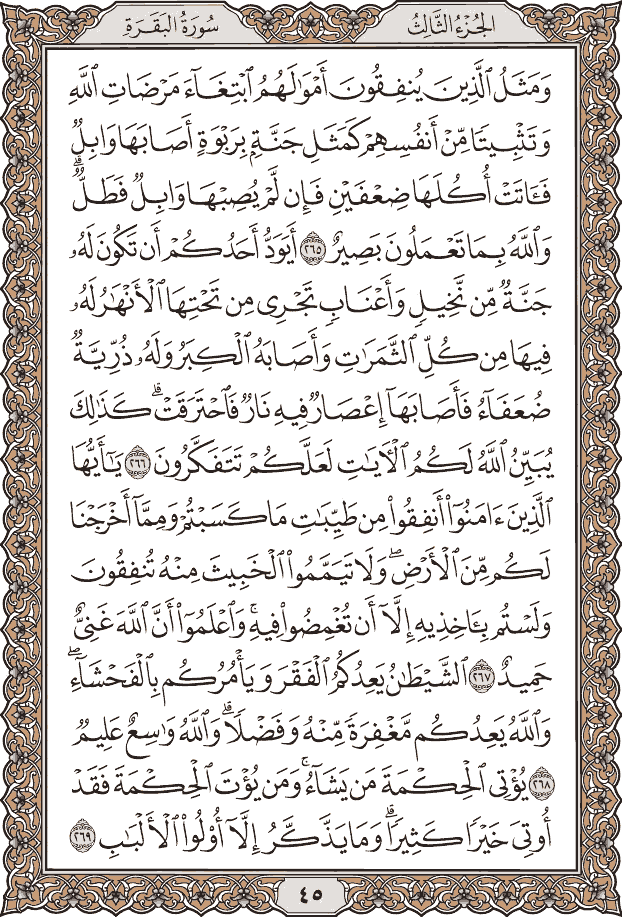 الجُزْءُ الثَّالِثُ
سُورَةُ البَقَرَةِ
وَمَثَلُ ٱلَّذِينَ يُنفِقُونَ أَمْوَٰلَهُمُ ٱبْتِغَآءَ مَرْضَاتِ ٱللَّهِ
وَتَثْبِيتًا مِّنْ أَنفُسِهِمْ كَمَثَلِ جَنَّةٍۭ بِرَبْوَةٍ أَصَابَهَا وَابِلٌ
فَـَٔاتَتْ أُكُلَهَا ضِعْفَيْنِ فَإِن لَّمْ يُصِبْهَا وَابِلٌ فَطَلٌّ ۗ
وَٱللَّهُ بِمَا تَعْمَلُونَ بَصِيرٌ ٢٦٥ أَيَوَدُّ أَحَدُكُمْ أَن تَكُونَ لَهُۥ
جَنَّةٌ مِّن نَّخِيلٍ وَأَعْنَابٍ تَجْرِى مِن تَحْتِهَا ٱلْأَنْهَٰرُ لَهُۥ
فِيهَا مِن كُلِّ ٱلثَّمَرَٰتِ وَأَصَابَهُ ٱلْكِبَرُ وَلَهُۥ ذُرِّيَّةٌ
ضُعَفَآءُ فَأَصَابَهَآ إِعْصَارٌ فِيهِ نَارٌ فَٱحْتَرَقَتْ ۗ كَذَٰلِكَ
يُبَيِّنُ ٱللَّهُ لَكُمُ ٱلْـَٔايَٰتِ لَعَلَّكُمْ تَتَفَكَّرُونَ ٢٦٦ يَٰٓأَيُّهَا
ٱلَّذِينَ ءَامَنُوٓا۟ أَنفِقُوا۟ مِن طَيِّبَٰتِ مَا كَسَبْتُمْ وَمِمَّآ أَخْرَجْنَا
لَكُم مِّنَ ٱلْأَرْضِ ۖ وَلَا تَيَمَّمُوا۟ ٱلْخَبِيثَ مِنْهُ تُنفِقُونَ
وَلَسْتُم بِـَٔاخِذِيهِ إِلَّآ أَن تُغْمِضُوا۟ فِيهِ ۚ وَٱعْلَمُوٓا۟ أَنَّ ٱللَّهَ غَنِىٌّ
حَمِيدٌ ٢٦٧ ٱلشَّيْطَٰنُ يَعِدُكُمُ ٱلْفَقْرَ وَيَأْمُرُكُم بِٱلْفَحْشَآءِ ۖ
وَٱللَّهُ يَعِدُكُم مَّغْفِرَةً مِّنْهُ وَفَضْلًا ۗ وَٱللَّهُ وَٰسِعٌ عَلِيمٌ
٢٦٨ يُؤْتِى ٱلْحِكْمَةَ مَن يَشَآءُ ۚ وَمَن يُؤْتَ ٱلْحِكْمَةَ فَقَدْ
أُوتِىَ خَيْرًا كَثِيرًا ۗ وَمَا يَذَّكَّرُ إِلَّآ أُو۟لُوا۟ ٱلْأَلْبَٰبِ ٢٦٩
٤٥